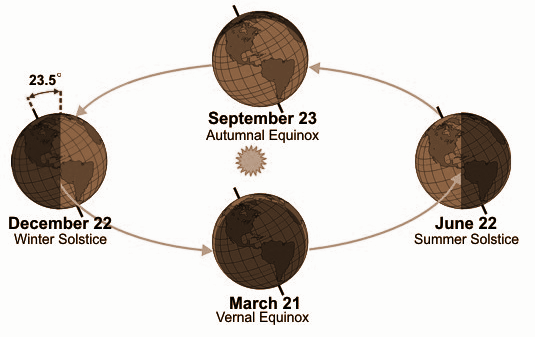 23.5°
September 23
Autumnal Equinox
December 22
Winter Solstice
June 22
Summer Solstice
March 21
Vernal Equinox